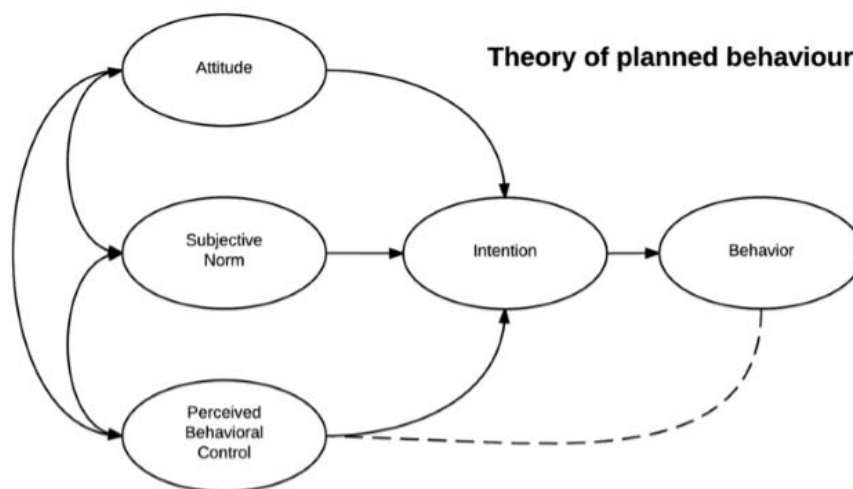 Theory of planned behaviour
Attitude
Subjective
Norm
Intention
Behavior
Perceived
Behavioral
Control